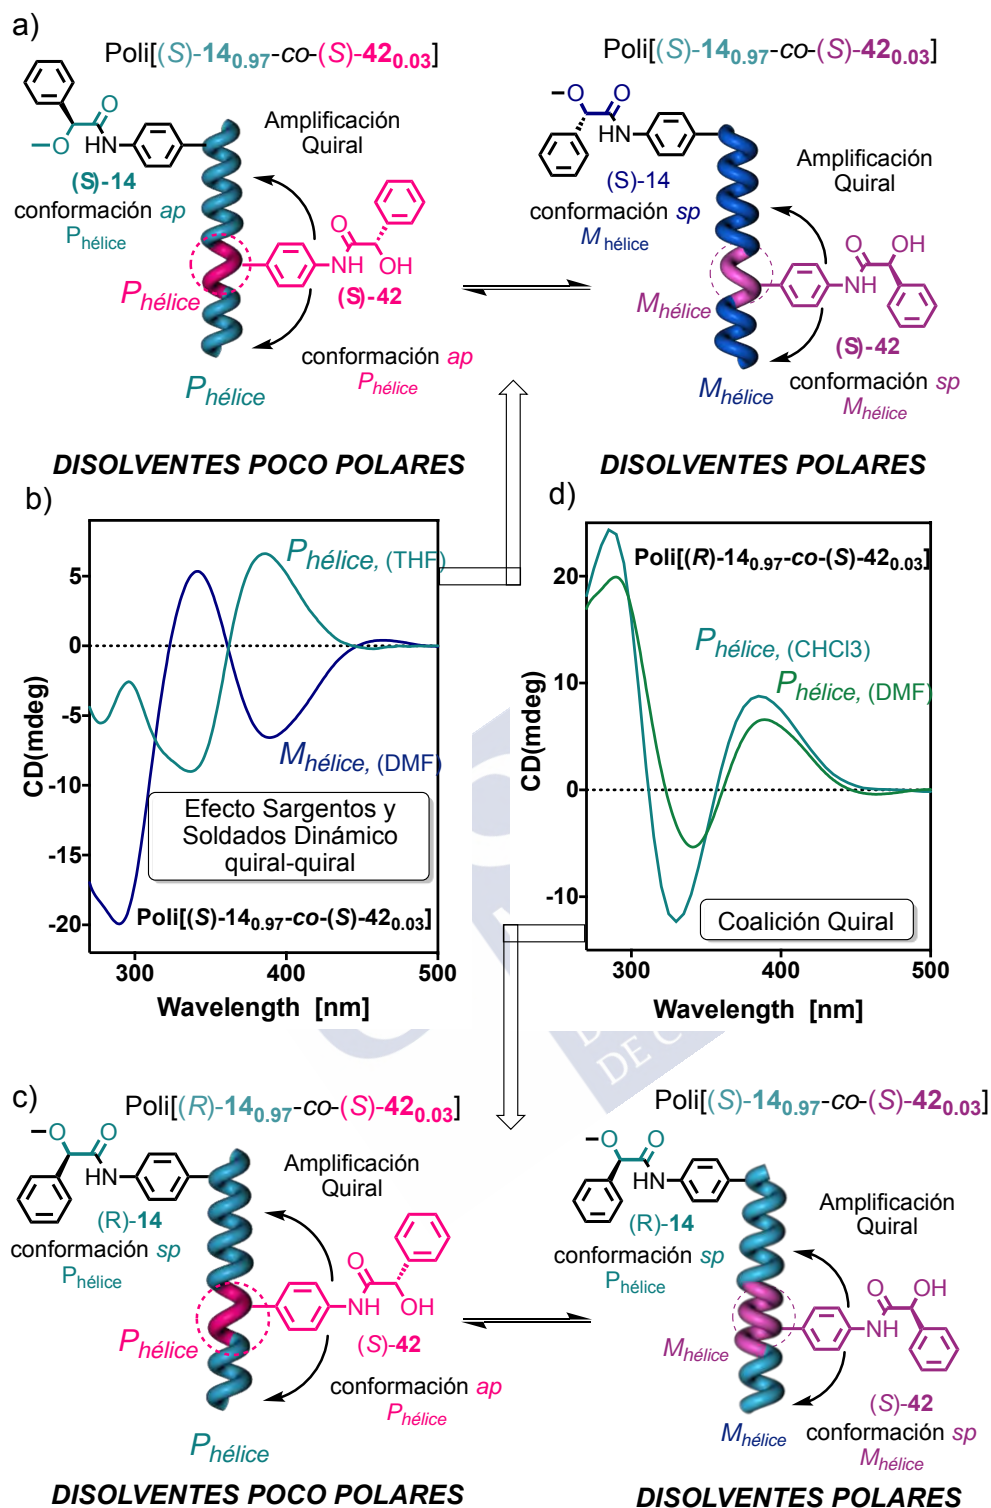 a)
Poli[(S)-140.97-co-(S)-420.03]
O
O
HN
Amplificación
Quiral
(S)-14
conformación ap
Phélice
O
NH
OH
(S)-42
Phélice
conformación ap
Phélice
Phélice
DISOLVENTES POCO POLARES
Poli[(S)-140.97-co-(S)-420.03]
O
O
HN
Amplificación
Quiral
(S)-14
conformación sp
M hélice
OH
O
NH
Mhélice
(S)-42
conformación sp
Mhélice
Mhélice
DISOLVENTES POLARES
b)
CD(mdeg)
5
0
-5
-10
-15
-20
Phélice, (THF)
Mhélice, (DMF)
Efecto Sargentos y
Soldados Dinámico
quiral-quiral
Poli[(S)-140.97-co-(S)-420.03]
300
400
500
Wavelength [nm]
d)
CD(mdeg)
20
10
0
-10
Poli[(R)-140.97-co-(S)-420.03]
Phélice, (CHCl3)
Phélice, (DMF)
Coalición Quiral
300
400
500
Wavelength [nm]
DE C
c)
Poli[(R)-140.97-co-(S)-420.03]
O
O
HN
Amplificación
Quiral
(R)-14
conformación sp
Phélice
O
NH
OH
Phélice
(S)-42
conformación ap
Phélice
Phélice
DISOLVENTES POCO POLARES
Poli[(S)-140.97-co-(S)-420.03]
O
O
HN
Amplificación
Quiral
(R)-14
conformación sp
Phélice
OH
O
NH
Mhélice
(S)-42
Mhélice
conformación sp
Mhélice
DISOLVENTES POLARES